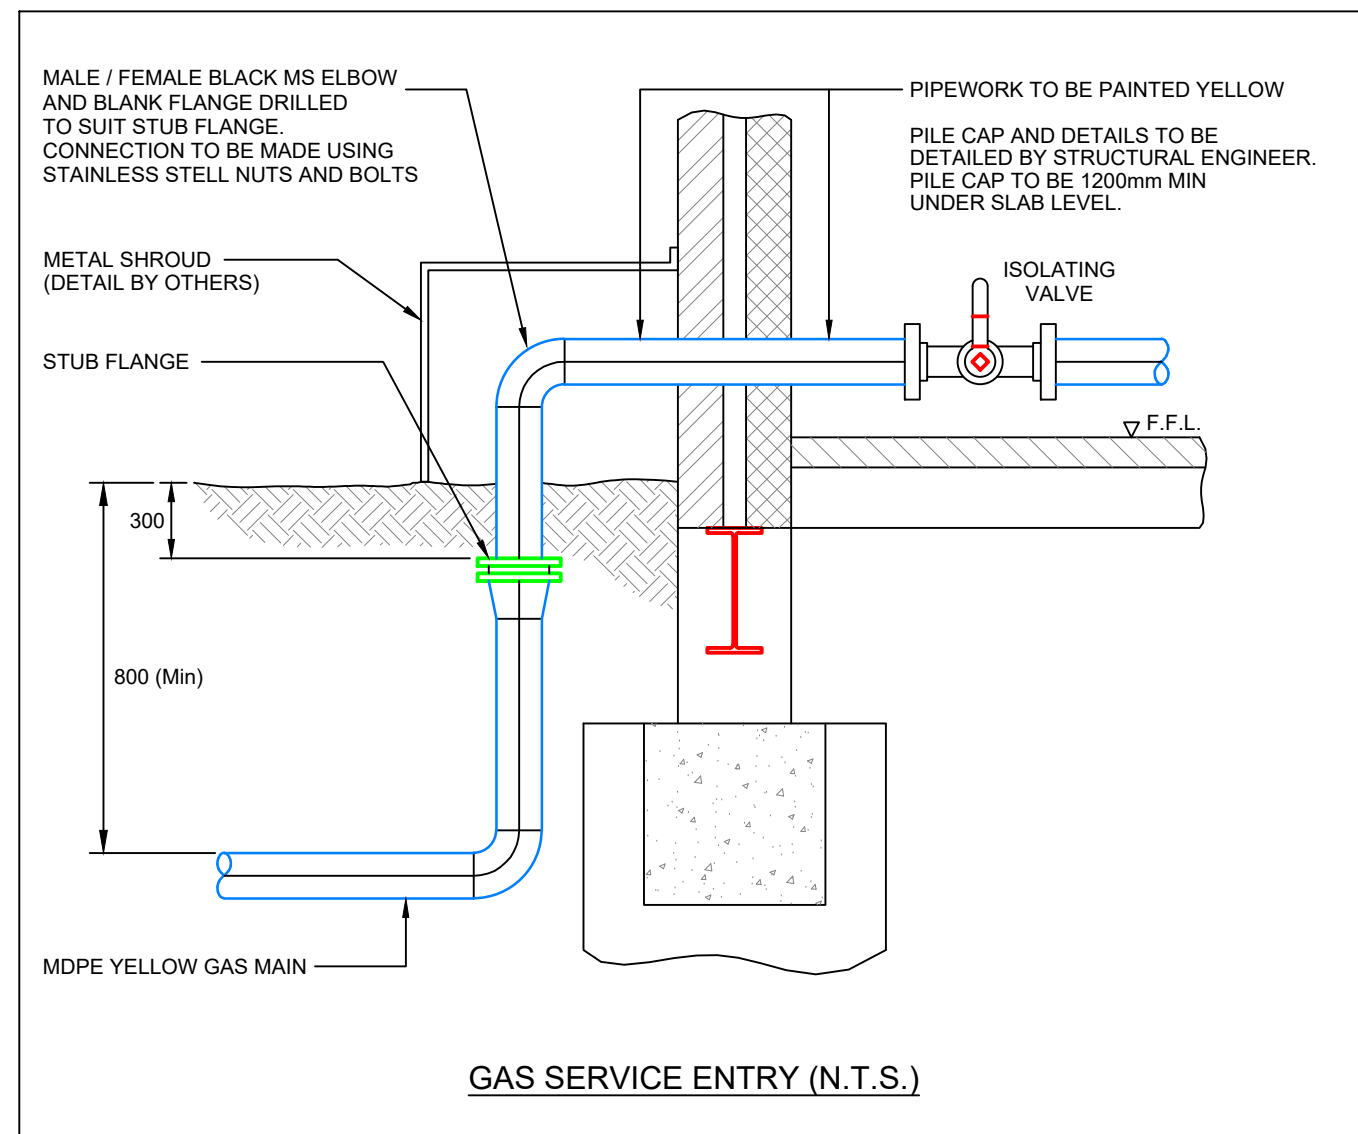 MALE / FEMALE BLACK MS ELBOW
AND BLANK FLANGE DRILLED
TO SUIT STUB FLANGE.
CONNECTION TO BE MADE USING
STAINLESS STELL NUTS AND BOLTS
PIPEWORK TO BE PAINTED YELLOW
PILE CAP AND DETAILS TO BE
DETAILED BY STRUCTURAL ENGINEER.
PILE CAP TO BE 1200mm MIN
UNDER SLAB LEVEL.
METAL SHROUD
(DETAIL BY OTHERS)
ISOLATING
VALVE
STUB FLANGE
F.F.L.
300
800 (Min)
MDPE YELLOW GAS MAIN
GAS SERVICE ENTRY (N.T.S.)